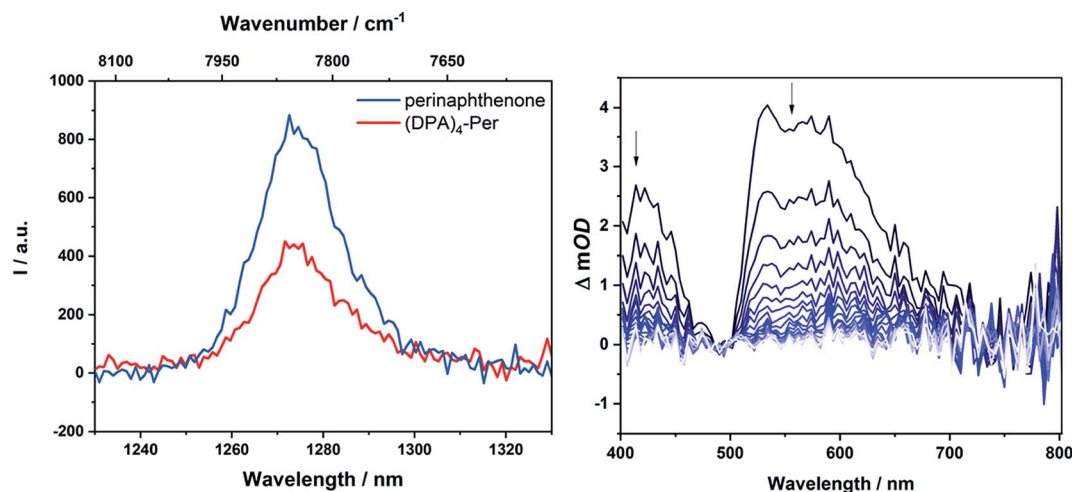 Wavenumber / cm⁻¹
8100 7950 7800 7650
1000
800
600
400
200
0
-200
I / a.u.
perinaphthenone
(DPA)₄-Per
1240 1260 1280 1300 1320
Wavelength / nm
4
3
2
1
0
-1
Δ mOD
400 500 600 700 800
Wavelength / nm